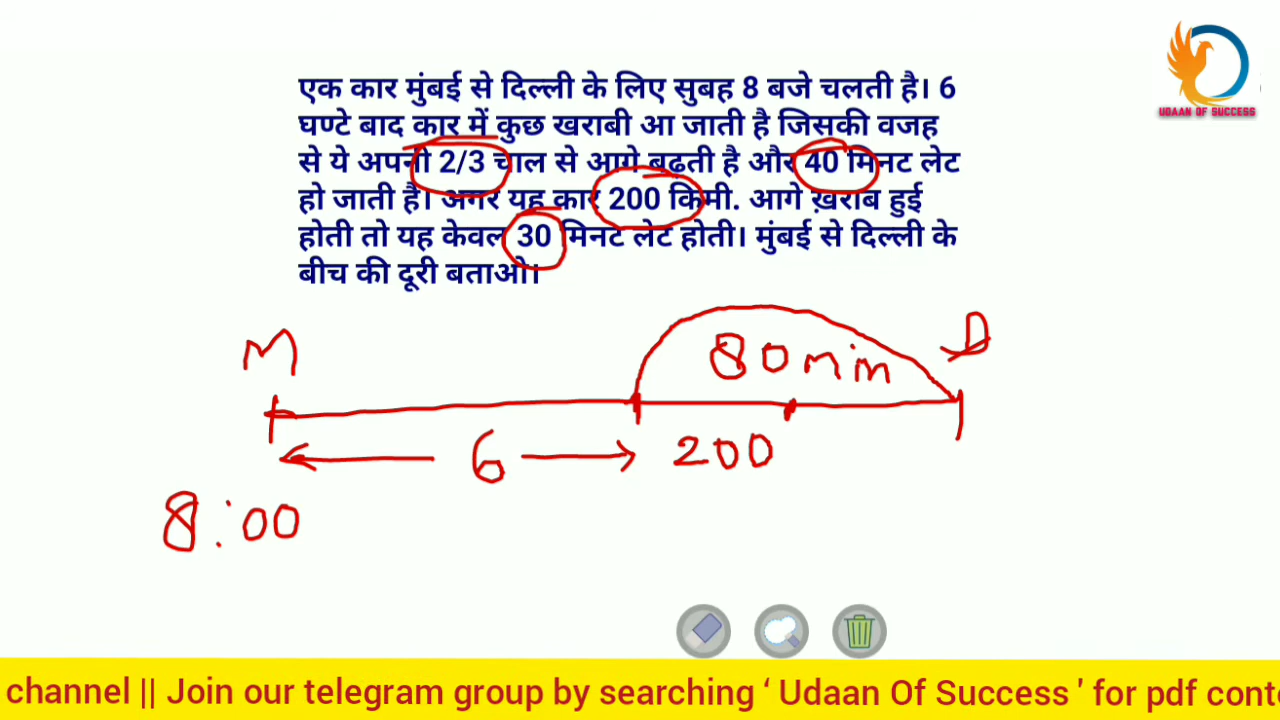 UDAAN OF SUCCESS
एक कार मुंबई से दिल्ली के लिए सुबह 8 बजे चलती है। 6
घण्टे बाद कार में कुछ खराबी आ जाती है जिसकी वजह
से ये अपनी 2/3 चाल से आगे बढ़ती है और 40 मिनट लेट
हो जाती है। अगर यह कार 200 किमी. आगे ख़राब हुई
होती तो यह केवल 30 मिनट लेट होती। मुंबई से दिल्ली के
बीच की दूरी बताओ।
M 80 min D
6 200
8:00
channel || Join our telegram group by searching ‘ Udaan Of Success ' for pdf conte